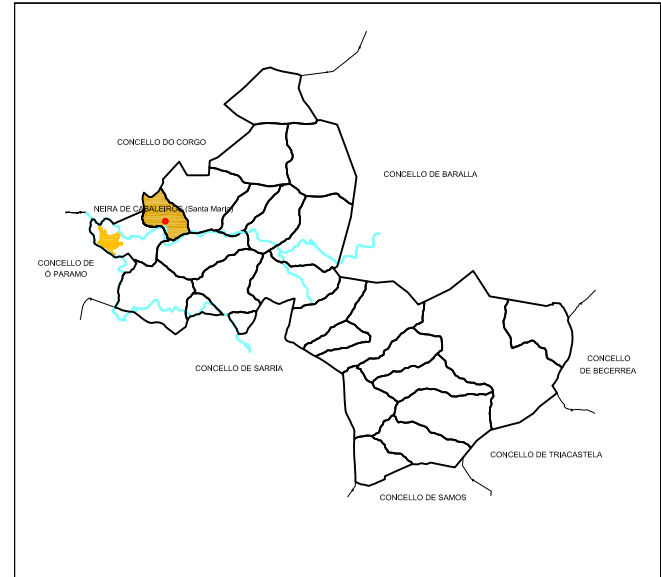 CONCELLO DO CORGO
CONCELLO DE BARALLA
NEIRA DE CABALEIROS (Santa Maria)
CONCELLO DE
O PARAMO
CONCELLO DE SARRIA
CONCELLO
DE BECERREA
CONCELLO DE TRIACASTELA
CONCELLO DE SAMOS